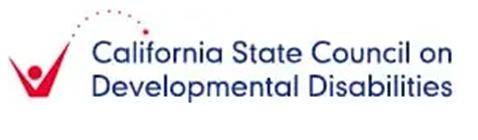 California State Council on
Developmental Disabilities